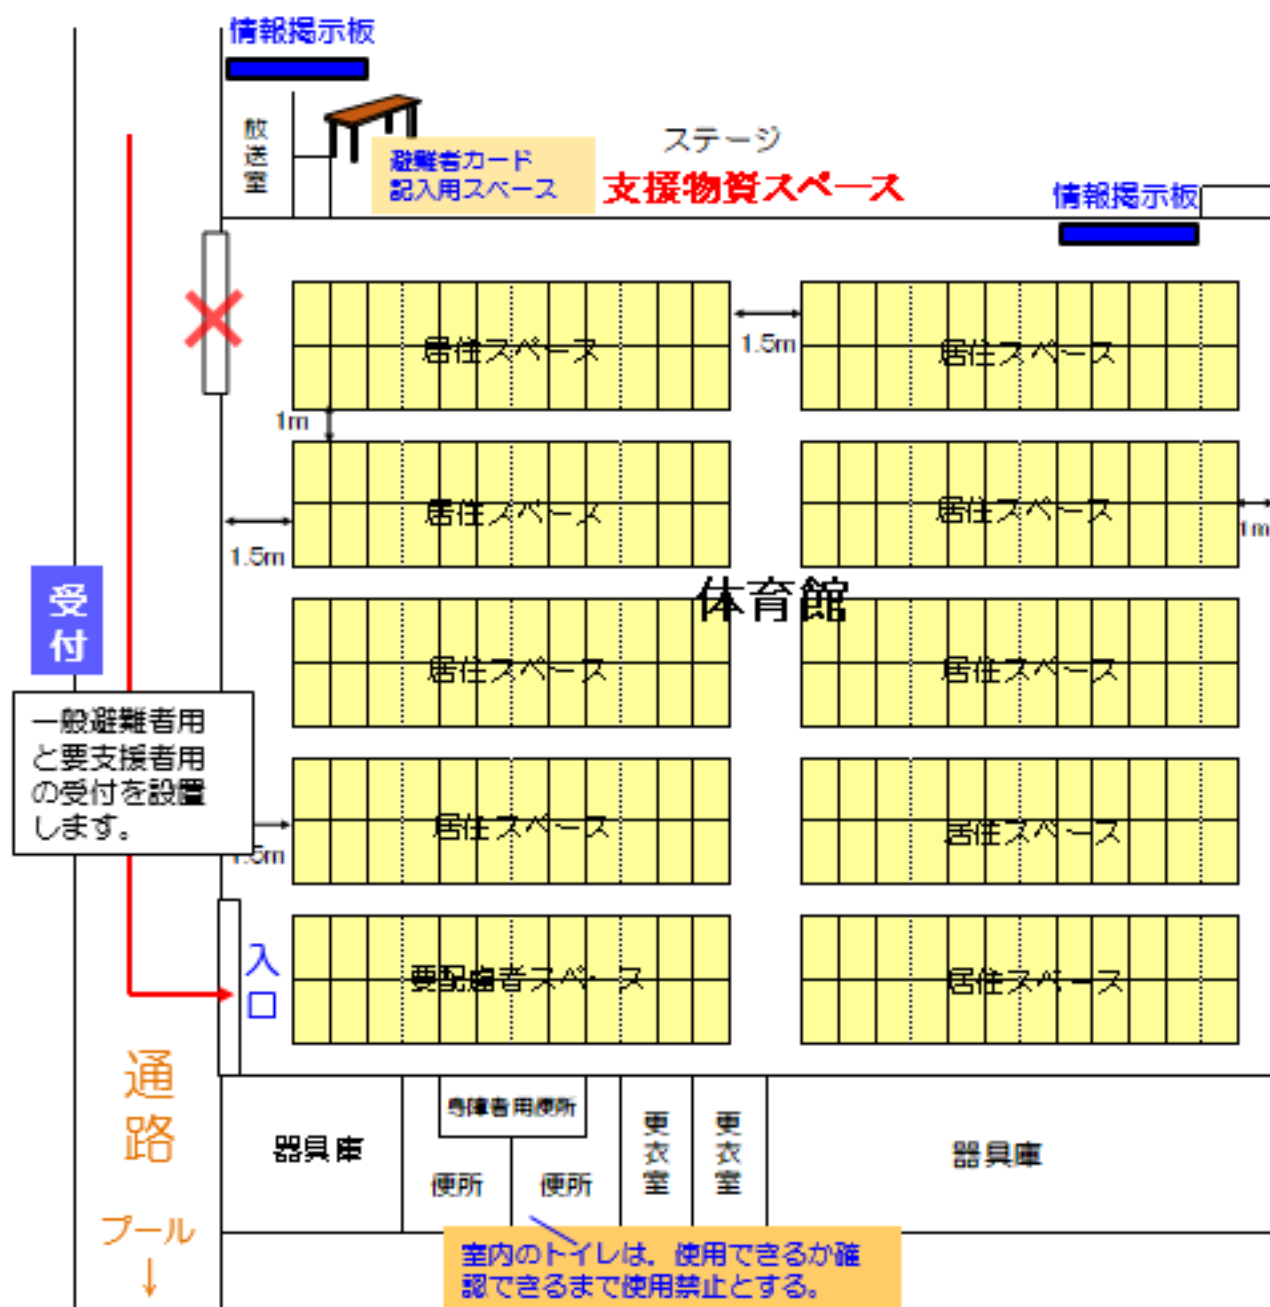 情報掲示板
放送室
避難者カード
記入用スペース
ステージ
支援物資スペース
情報掲示板
居住スペース
1.5m
居住スペース
1m
居住スペース
居住スペース
1.5m
1m
受付
体育館
居住スペース
居住スペース
一般避難者用
と要支援者用
の受付を設置
します。
居住スペース
居住スペース
1.5m
入口
要配慮者スペース
居住スペース
通路
プール
↓
器具庫
身障者用便所
便所
便所
更衣室
更衣室
器具庫
室内のトイレは、使用できるか確
認できるまで使用禁止とする。